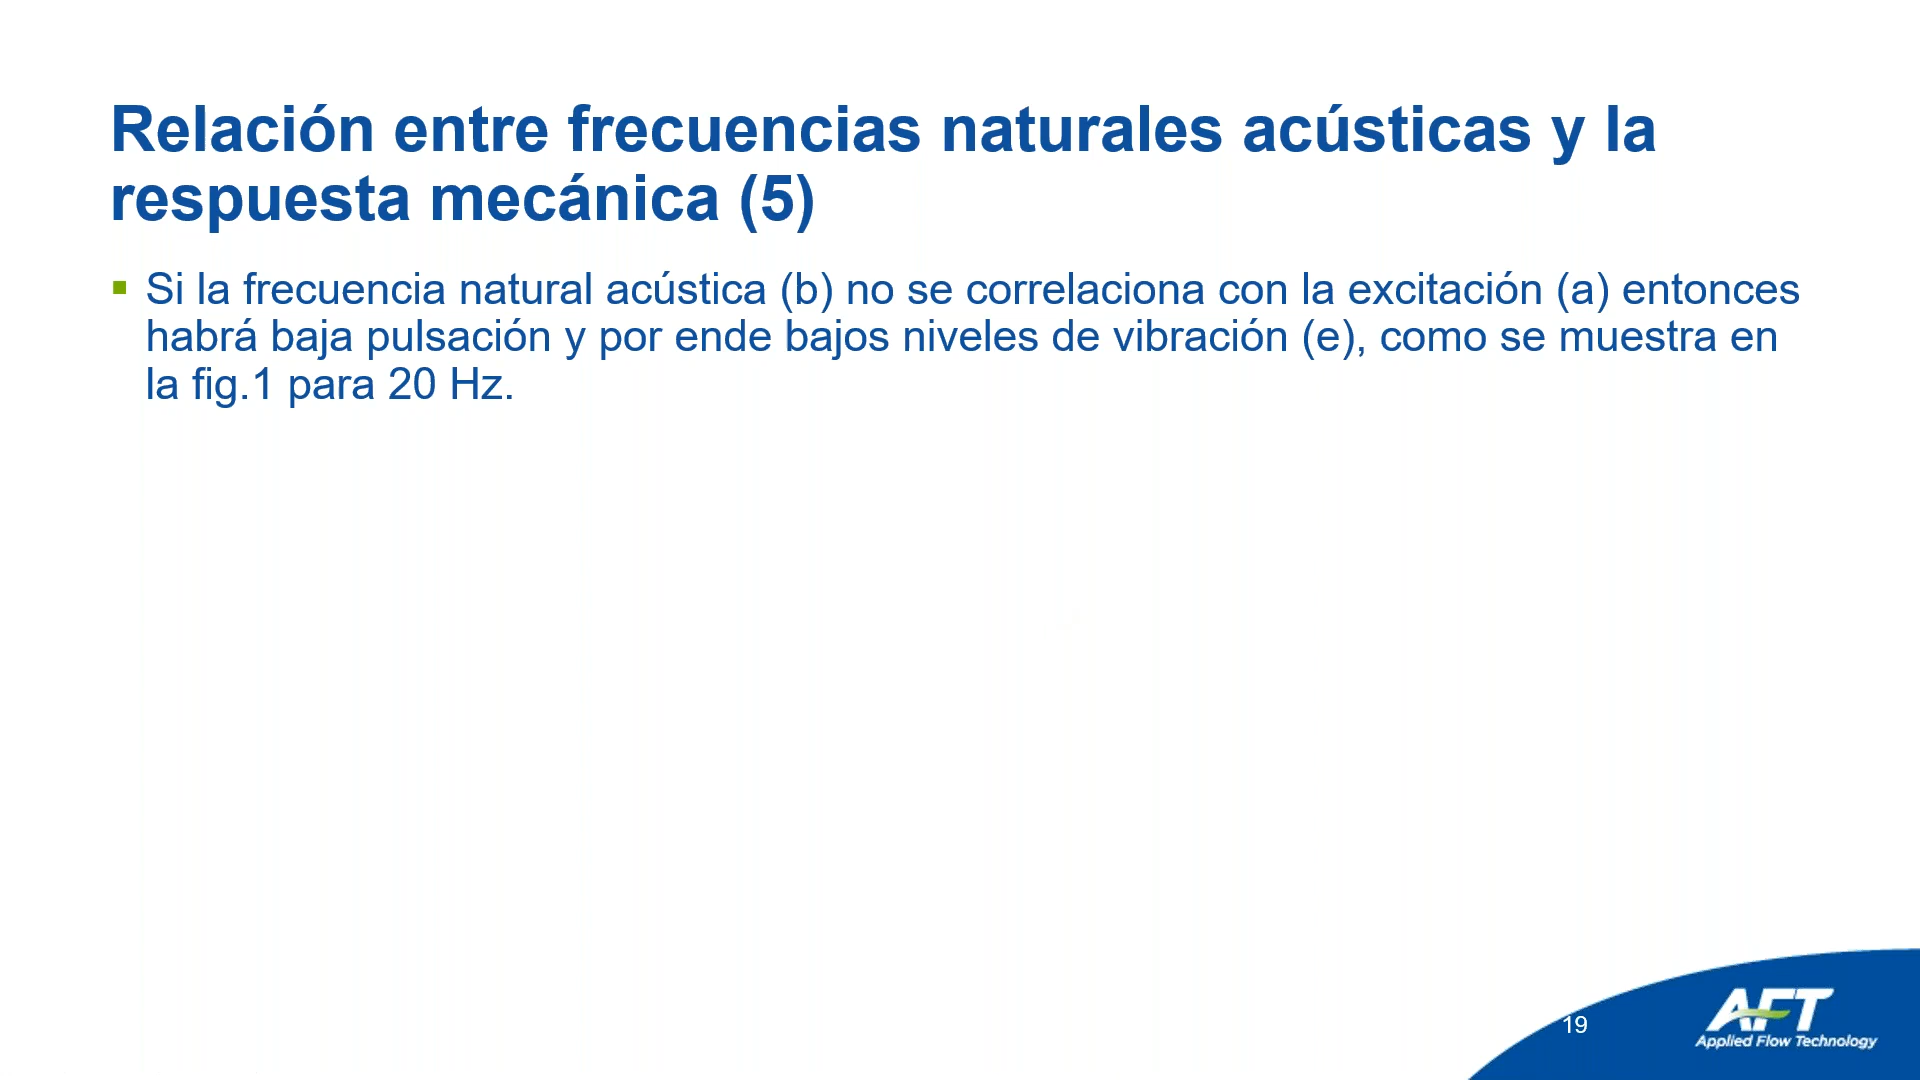 Relación entre frecuencias naturales acústicas y la
respuesta mecánica (5)
Si la frecuencia natural acústica (b) no se correlaciona con la excitación (a) entonces
habrá baja pulsación y por ende bajos niveles de vibración (e), como se muestra en
la fig.1 para 20 Hz.
19
AFT
Applied Flow Technology